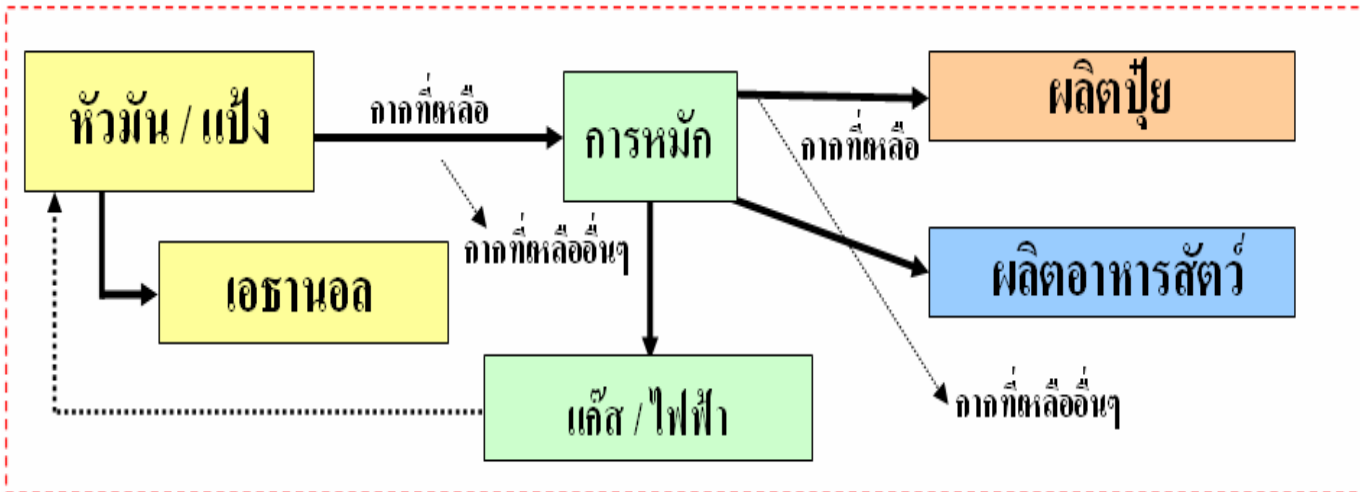 หัวมัน / แป้ง
กากที่เหลือ
กากที่เหลืออื่นๆ
เอธานอล
การหมัก
แก๊ส / ไฟฟ้า
ผลิตปุ๋ย
กากที่เหลือ
ผลิตอาหารสัตว์
กากที่เหลืออื่นๆ